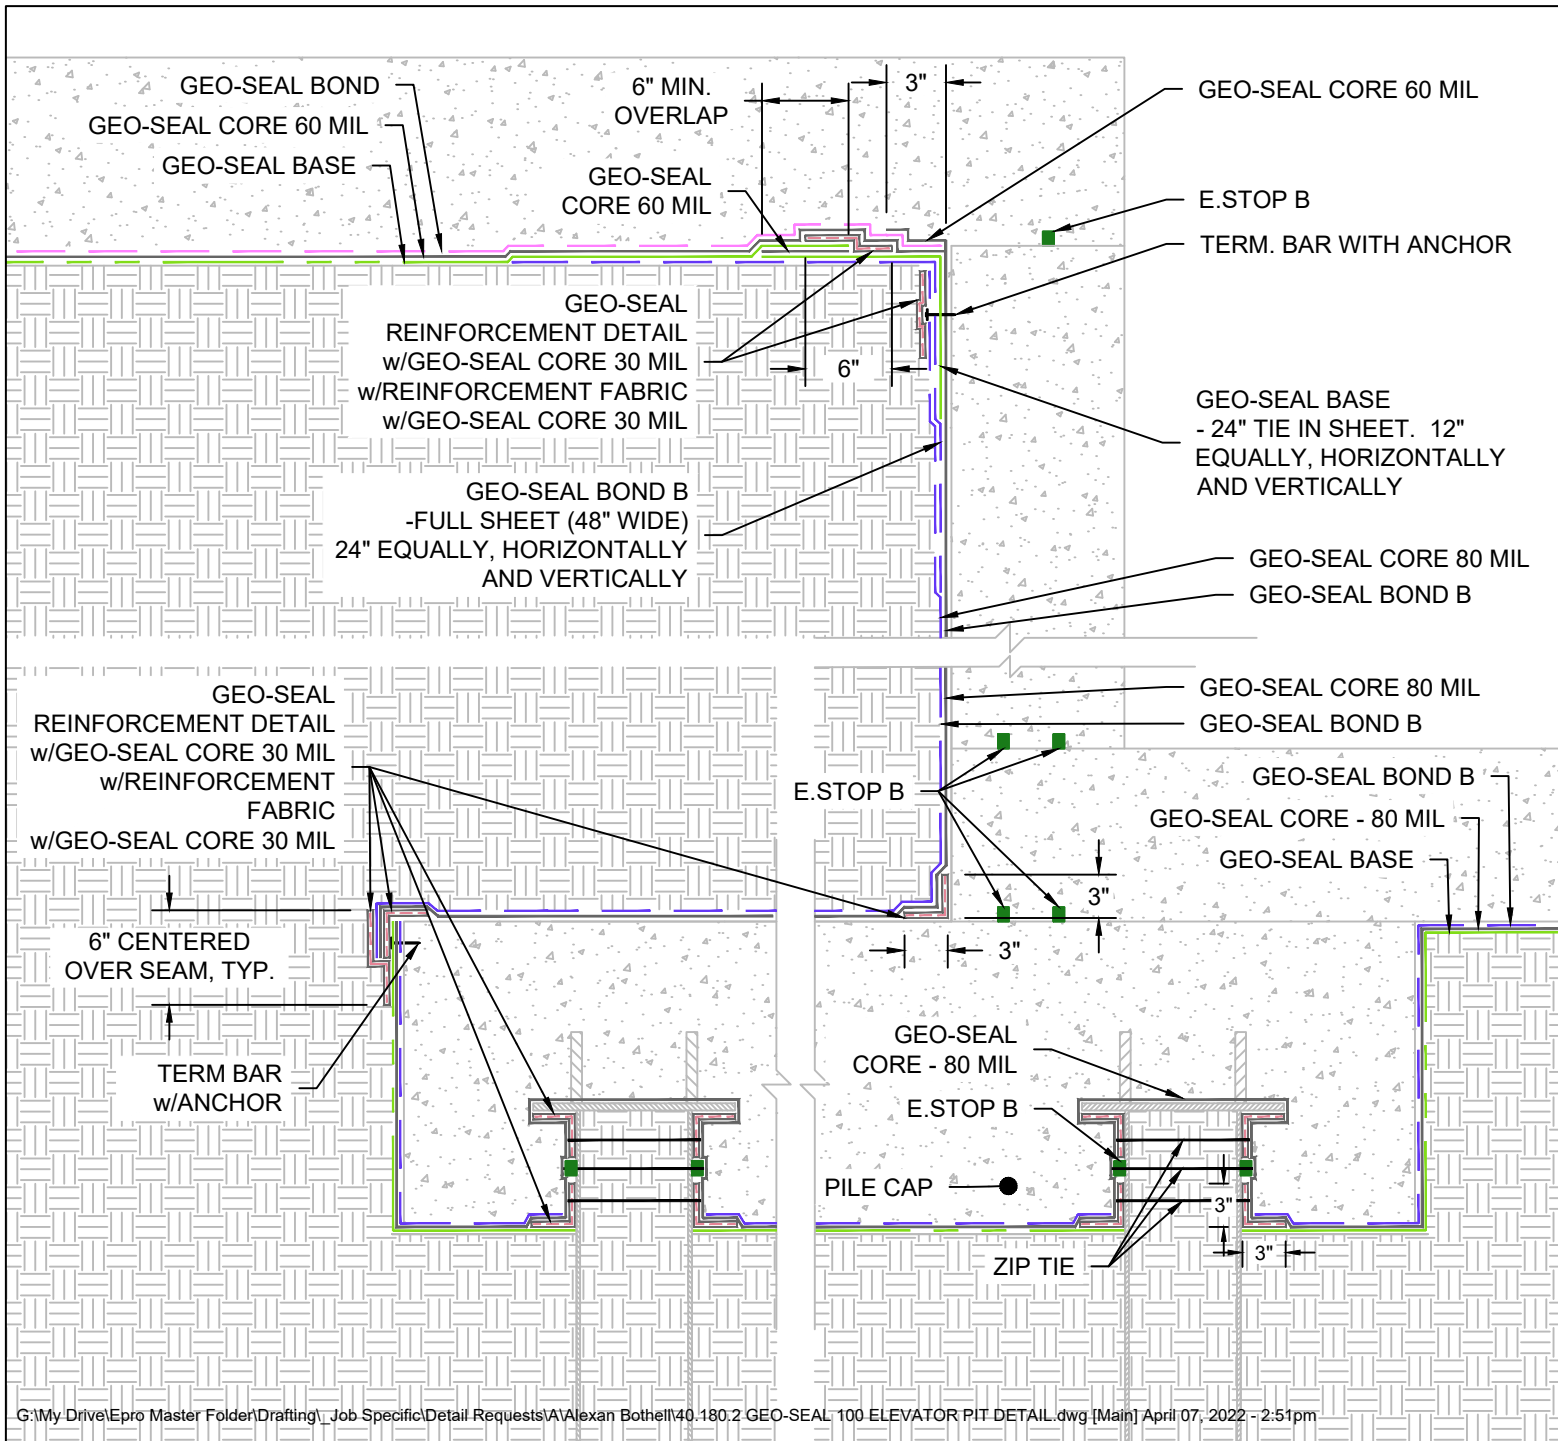 GEO-SEAL BOND
GEO-SEAL CORE 60 MIL
GEO-SEAL BASE
6" MIN.
OVERLAP
3"
GEO-SEAL CORE 60 MIL
GEO-SEAL
CORE 60 MIL
E.STOP B
TERM. BAR WITH ANCHOR
GEO-SEAL
REINFORCEMENT DETAIL
w/GEO-SEAL CORE 30 MIL
w/REINFORCEMENT FABRIC
w/GEO-SEAL CORE 30 MIL
6"
GEO-SEAL BASE
- 24" TIE IN SHEET. 12"
EQUALLY, HORIZONTALLY
AND VERTICALLY
GEO-SEAL BOND B
-FULL SHEET (48" WIDE)
24" EQUALLY, HORIZONTALLY
AND VERTICALLY
GEO-SEAL CORE 80 MIL
GEO-SEAL BOND B
GEO-SEAL
REINFORCEMENT DETAIL
w/GEO-SEAL CORE 30 MIL
w/REINFORCEMENT
FABRIC
w/GEO-SEAL CORE 30 MIL
GEO-SEAL CORE 80 MIL
GEO-SEAL BOND B
E.STOP B
GEO-SEAL BOND B
GEO-SEAL CORE - 80 MIL
GEO-SEAL BASE
3"
3"
6" CENTERED
OVER SEAM, TYP.
TERM BAR
w/ANCHOR
GEO-SEAL
CORE - 80 MIL
E.STOP B
PILE CAP
3"
3"
ZIP TIE
G:\My Drive\Epro Master Folder\Drafting\_Job Specific\Detail Requests\A\Alexan Bothell\40.180.2 GEO-SEAL 100 ELEVATOR PIT DETAIL.dwg [Main] April 07, 2022 - 2:51pm